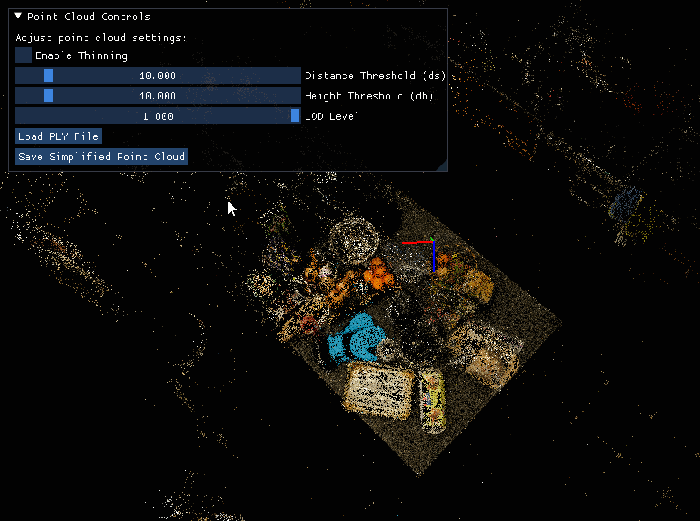 Point Cloud Controls
Adjust point cloud settings:
Enable Thinning
10.000 Distance Threshold (ds)
10.000 Height Threshold (dh)
1.000 LOD Level
Load PLY File
Save Simplified Point Cloud